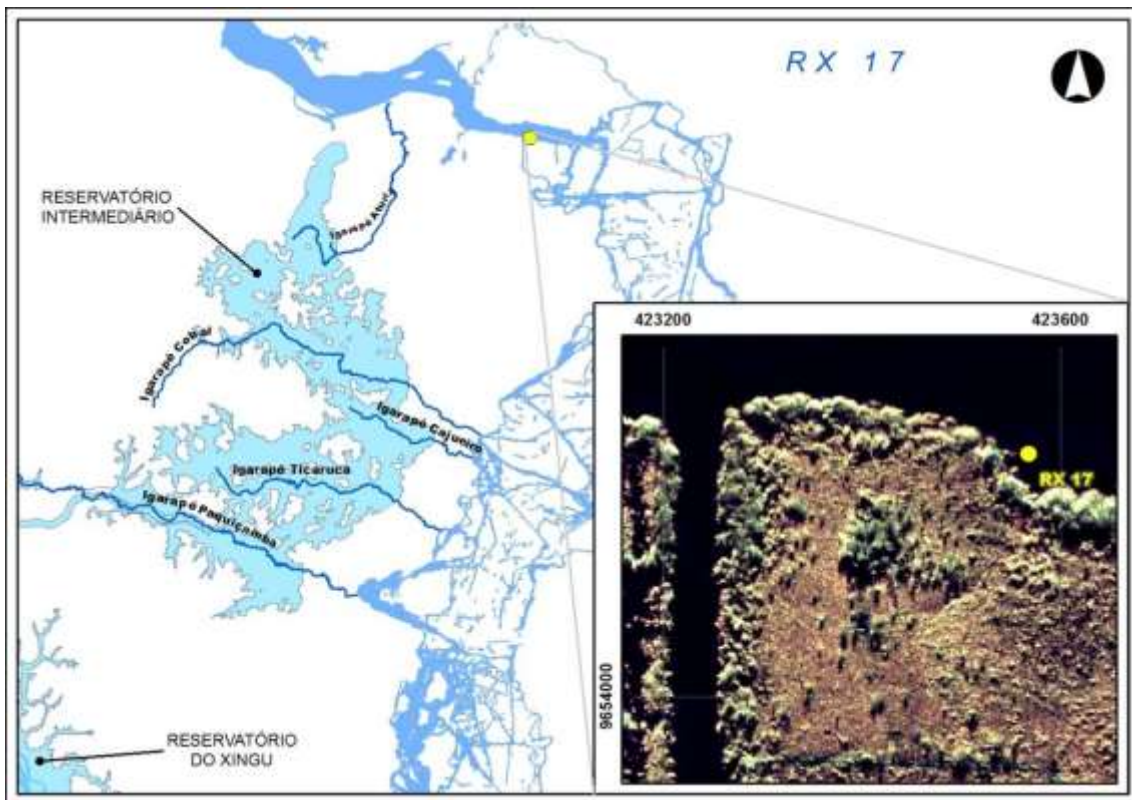 RX 17
RESERVATÓRIO
INTERMEDIÁRIO
Igarapé Cobal
Igarapé Cajueiro
Igarapé Ticaruca
Igarapé Paquiçamba
RESERVATÓRIO
DO XINGU
423200
423600
RX 17
9654000